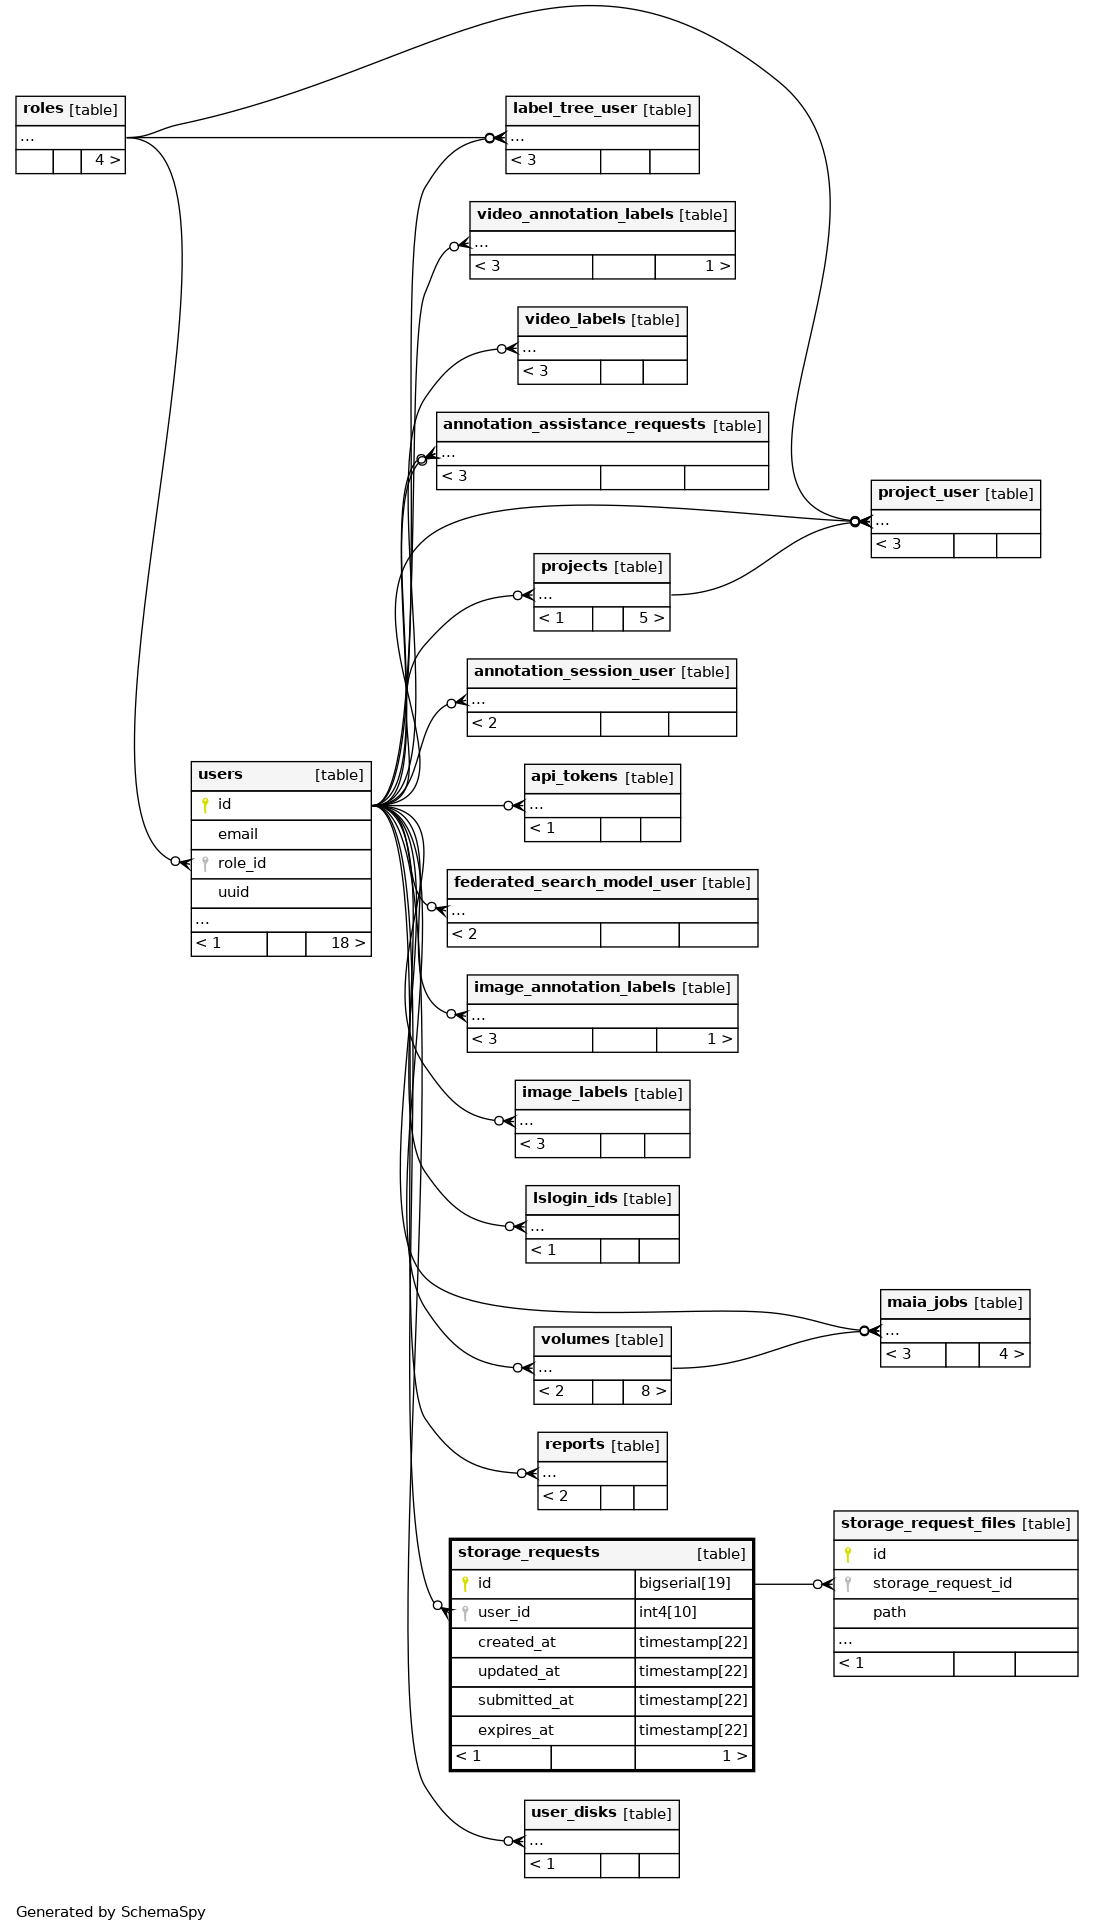 roles [table]
...
4 >
label_tree_user [table]
...
< 3
video_annotation_labels [table]
...
< 3 1 >
video_labels [table]
...
< 3
annotation_assistance_requests [table]
...
< 3
project_user [table]
...
< 3
projects [table]
...
< 1 5 >
annotation_session_user [table]
...
< 2
users [table]
id
email
role_id
uuid
...
< 1 18 >
api_tokens [table]
...
< 1
federated_search_model_user [table]
...
< 2
image_annotation_labels [table]
...
< 3 1 >
image_labels [table]
...
< 3
lslogin_ids [table]
...
< 1
maia_jobs [table]
...
< 3 4 >
volumes [table]
...
< 2 8 >
reports [table]
...
< 2
storage_requests [table]
id bigserial[19]
user_id int4[10]
created_at timestamp[22]
updated_at timestamp[22]
submitted_at timestamp[22]
expires_at timestamp[22]
< 1 1 >
storage_request_files [table]
id
storage_request_id
path
...
< 1
user_disks [table]
...
< 1
Generated by SchemaSpy